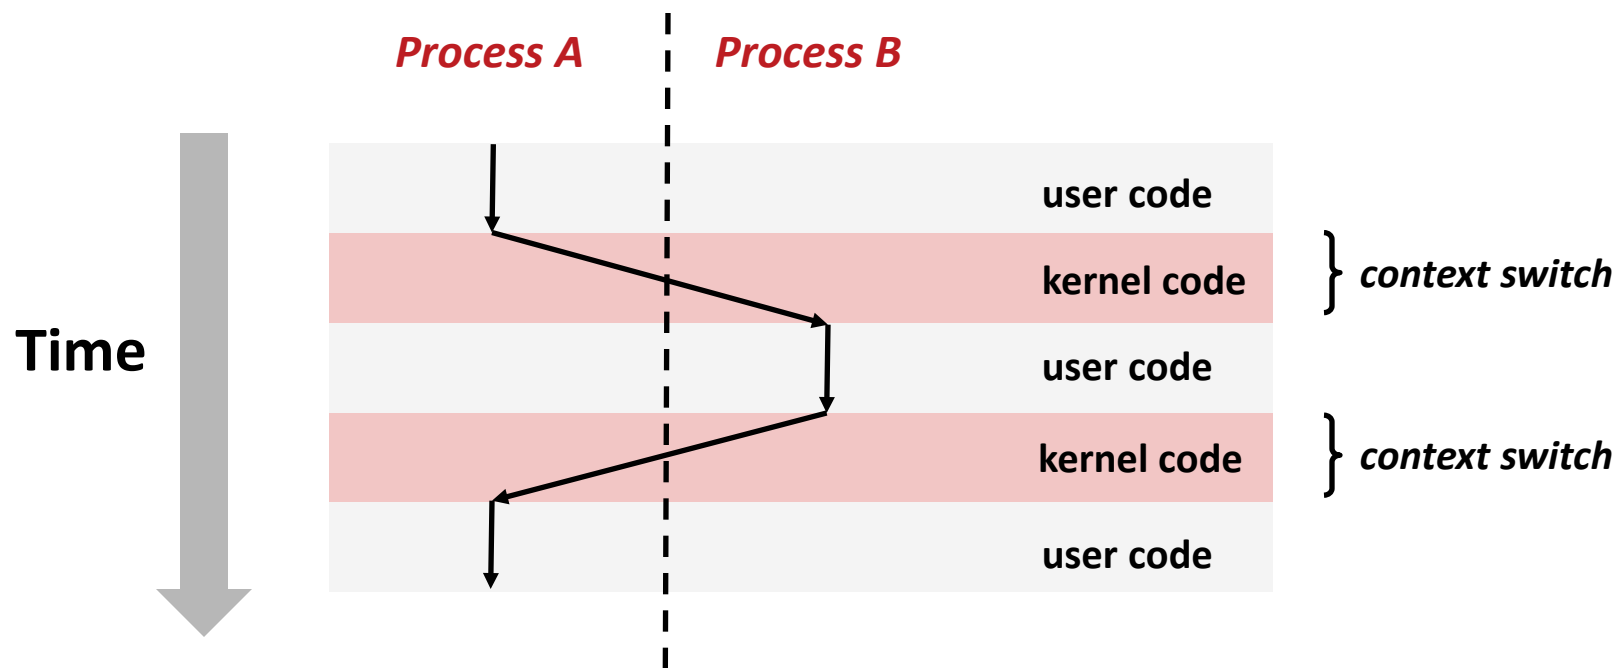 Process A
Process B
user code
kernel code
context switch
Time
user code
kernel code
context switch
user code